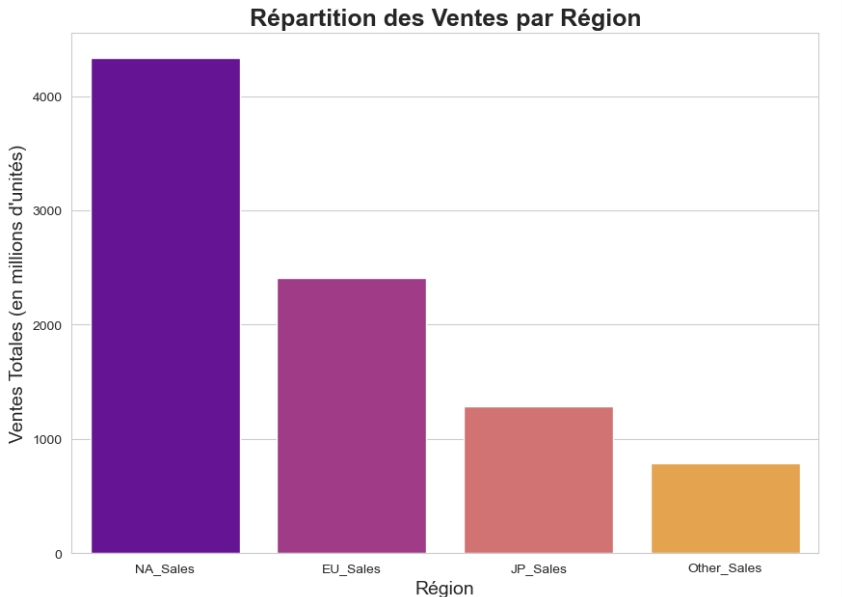 Répartition des Ventes par Région
Ventes Totales (en millions d'unités)
4000
3000
2000
1000
0
NA_Sales
EU_Sales
JP_Sales
Other_Sales
Région